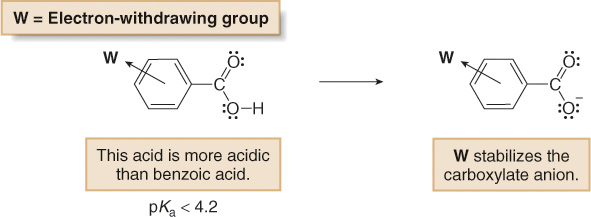 W = Electron-withdrawing group
W
C
O:
O–H
W
C
O:
O:
–
This acid is more acidic
than benzoic acid.
W stabilizes the
carboxylate anion.
pKa < 4.2